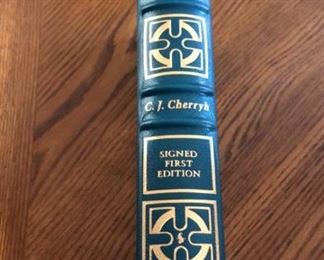 C. J. Cherryh
SIGNED
FIRST
EDITION